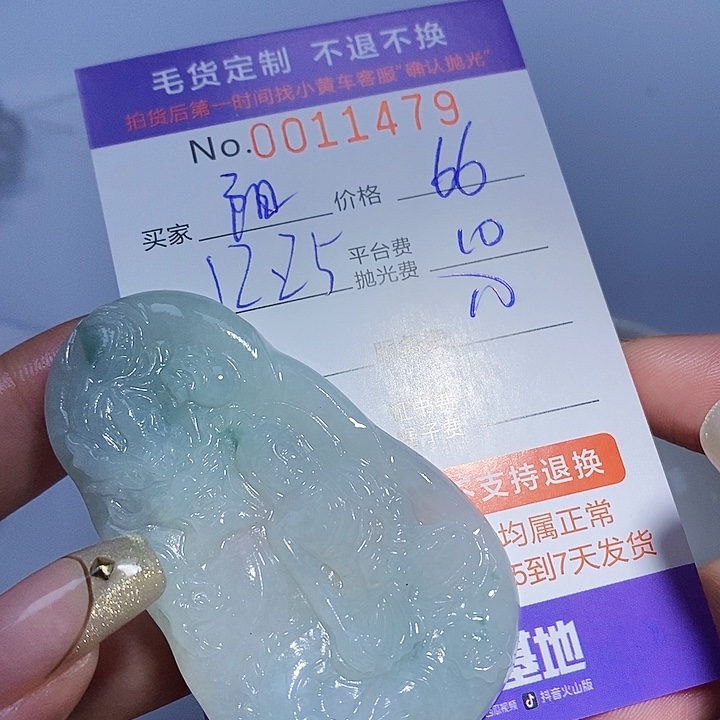 毛货定制 不退不换
拍货后第一时间找小黄车客服“确认抛光”
No.0011479
买家 价格 66
平台费 10
抛光费
不支持退换
均属正常
5到7天发货
基地
视频 抖音火山版